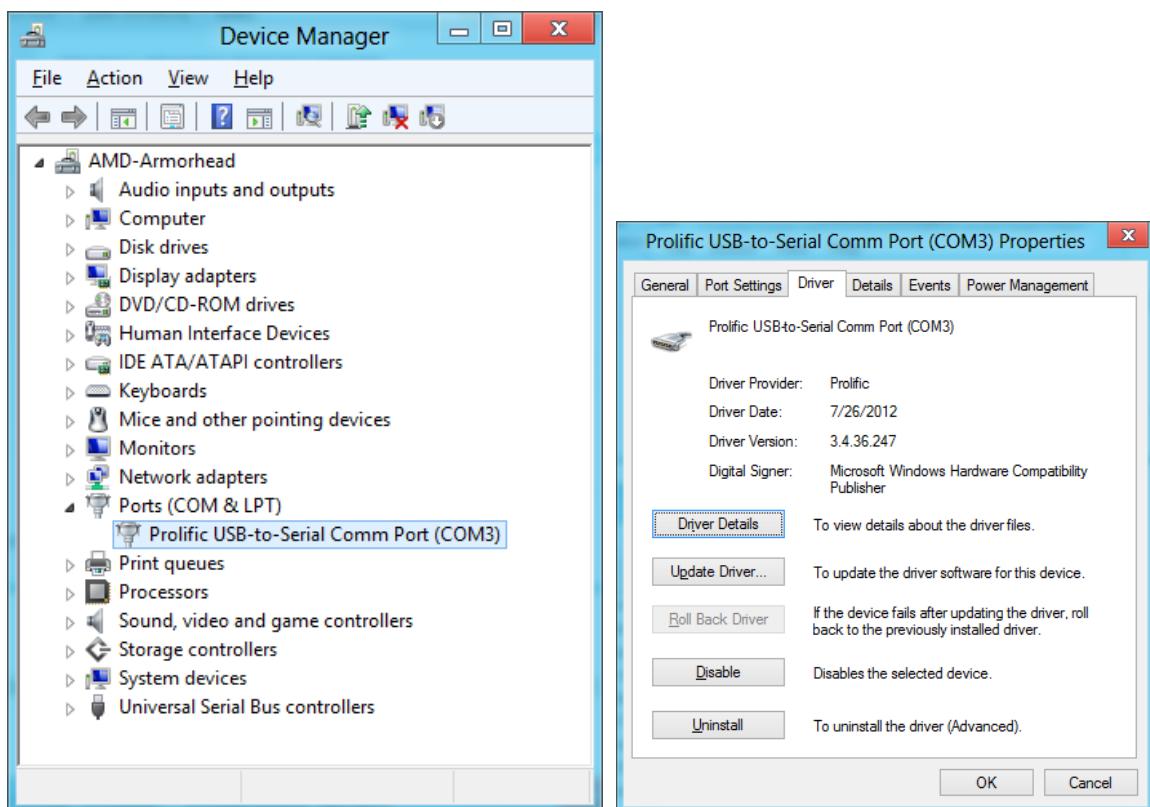 Device Manager
File Action View Help
AMD-Armorhead
Audio inputs and outputs
Computer
Disk drives
Display adapters
DVD/CD-ROM drives
Human Interface Devices
IDE ATA/ATAPI controllers
Keyboards
Mice and other pointing devices
Monitors
Network adapters
Ports (COM & LPT)
Prolific USB-to-Serial Comm Port (COM3)
Print queues
Processors
Sound, video and game controllers
Storage controllers
System devices
Universal Serial Bus controllers
Prolific USB-to-Serial Comm Port (COM3) Properties
General Port Settings Driver Details Events Power Management
Prolific USB-to-Serial Comm Port (COM3)
Driver Provider: Prolific
Driver Date: 7/26/2012
Driver Version: 3.4.36.247
Digital Signer: Microsoft Windows Hardware Compatibility
Publisher
Driver Details To view details about the driver files.
Update Driver... To update the driver software for this device.
Roll Back Driver If the device fails after updating the driver, roll
back to the previously installed driver.
Disable Disables the selected device.
Uninstall To uninstall the driver (Advanced).
OK Cancel